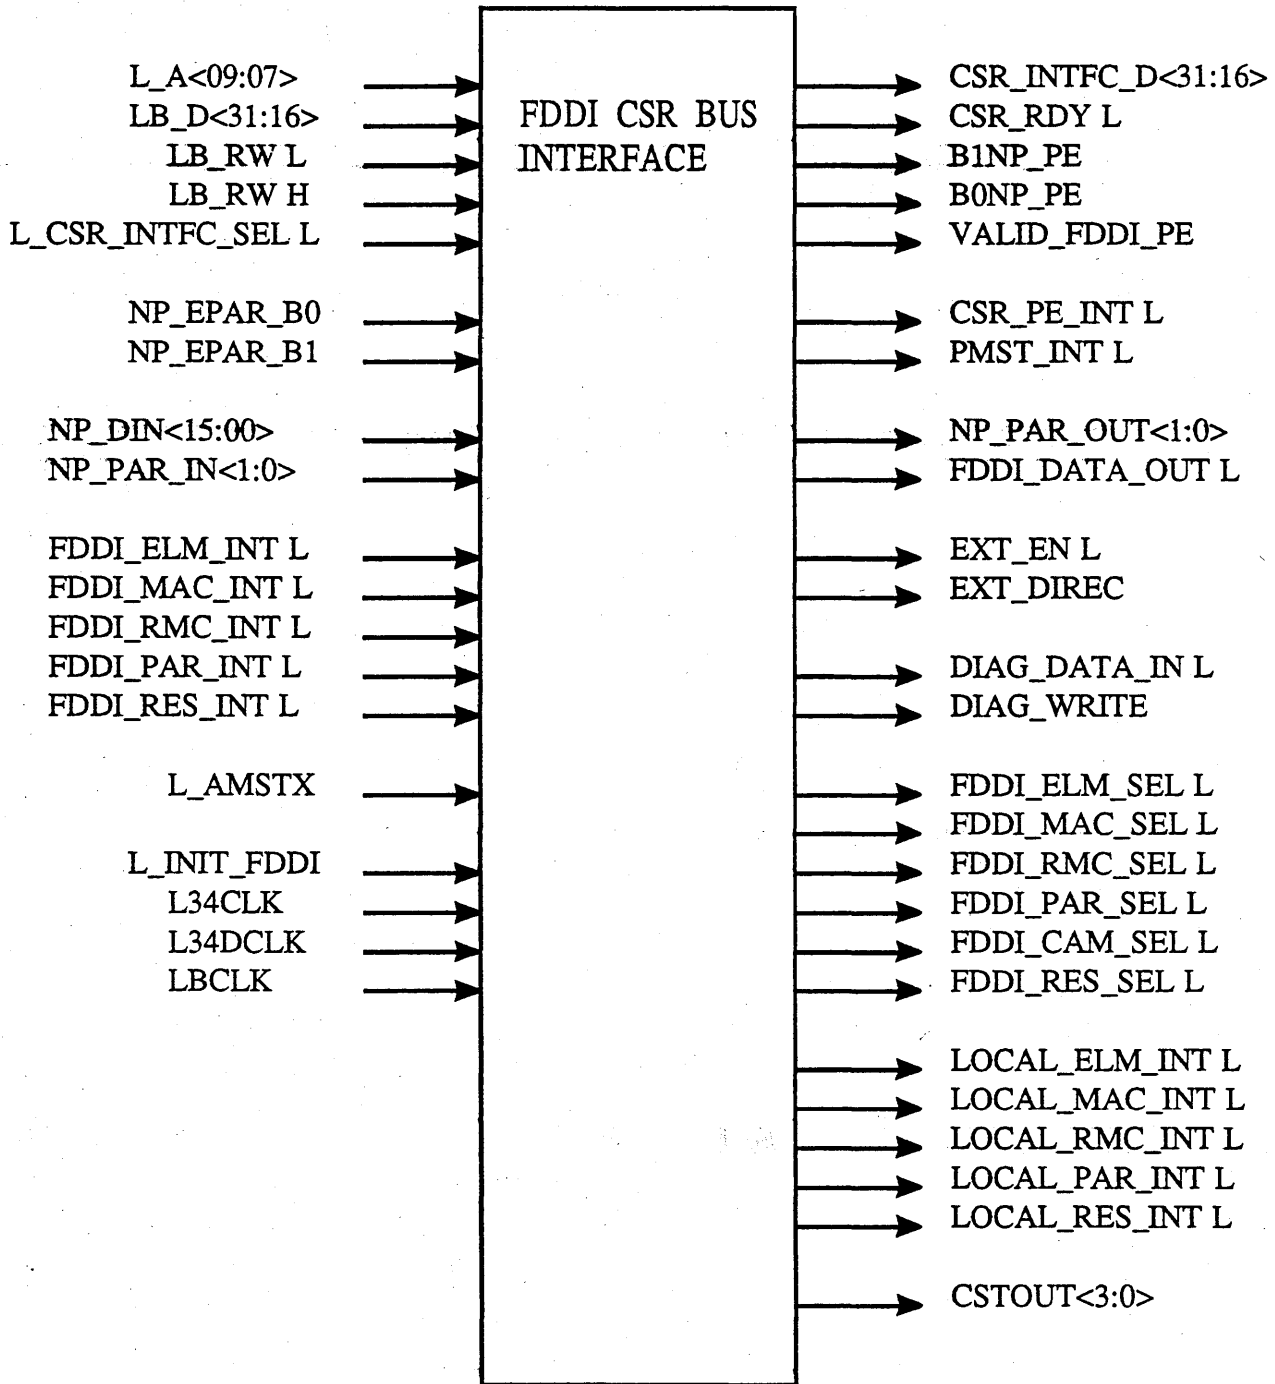 L_A<09:07>
LB_D<31:16>
LB_RW L
LB_RW H
L_CSR_INTFC_SEL L
NP_EPAR_B0
NP_EPAR_B1
NP_DIN<15:00>
NP_PAR_IN<1:0>
FDDI_ELM_INT L
FDDI_MAC_INT L
FDDI_RMC_INT L
FDDI_PAR_INT L
FDDI_RES_INT L
L_AMSTX
L_INIT_FDDI
L34CLK
L34DCLK
LBCLK
FDDI CSR BUS
INTERFACE
CSR_INTFC_D<31:16>
CSR_RDY L
B1NP_PE
B0NP_PE
VALID_FDDI_PE
CSR_PE_INT L
PMST_INT L
NP_PAR_OUT<1:0>
FDDI_DATA_OUT L
EXT_EN L
EXT_DIREC
DIAG_DATA_IN L
DIAG_WRITE
FDDI_ELM_SEL L
FDDI_MAC_SEL L
FDDI_RMC_SEL L
FDDI_PAR_SEL L
FDDI_CAM_SEL L
FDDI_RES_SEL L
LOCAL_ELM_INT L
LOCAL_MAC_INT L
LOCAL_RMC_INT L
LOCAL_PAR_INT L
LOCAL_RES_INT L
CSTOUT<3:0>